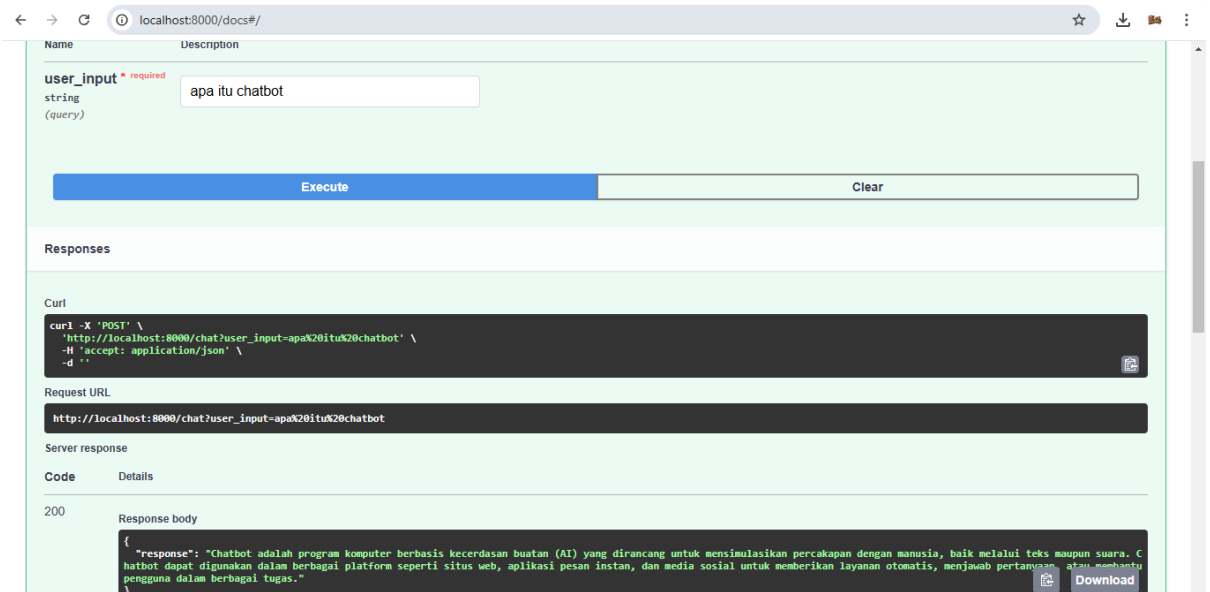 localhost:8000/docs#/
Name Description
user_input * required
string
(query)
apa itu chatbot
Execute Clear
Responses
Curl
curl -X 'POST' \
'http://localhost:8000/chat?user_input=apa%20itu%20chatbot' \
-H 'accept: application/json' \
-d ''
Request URL
http://localhost:8000/chat?user_input=apa%20itu%20chatbot
Server response
Code Details
200
Response body
{
"response": "Chatbot adalah program komputer berbasis kecerdasan buatan (AI) yang dirancang untuk mensimulasikan percakapan dengan manusia, baik melalui teks maupun suara. C
hatbot dapat digunakan dalam berbagai platform seperti situs web, aplikasi pesan instan, dan media sosial untuk memberikan layanan otomatis, menjawab pertanyaan, atau membantu
pengguna dalam berbagai tugas."
Download
}